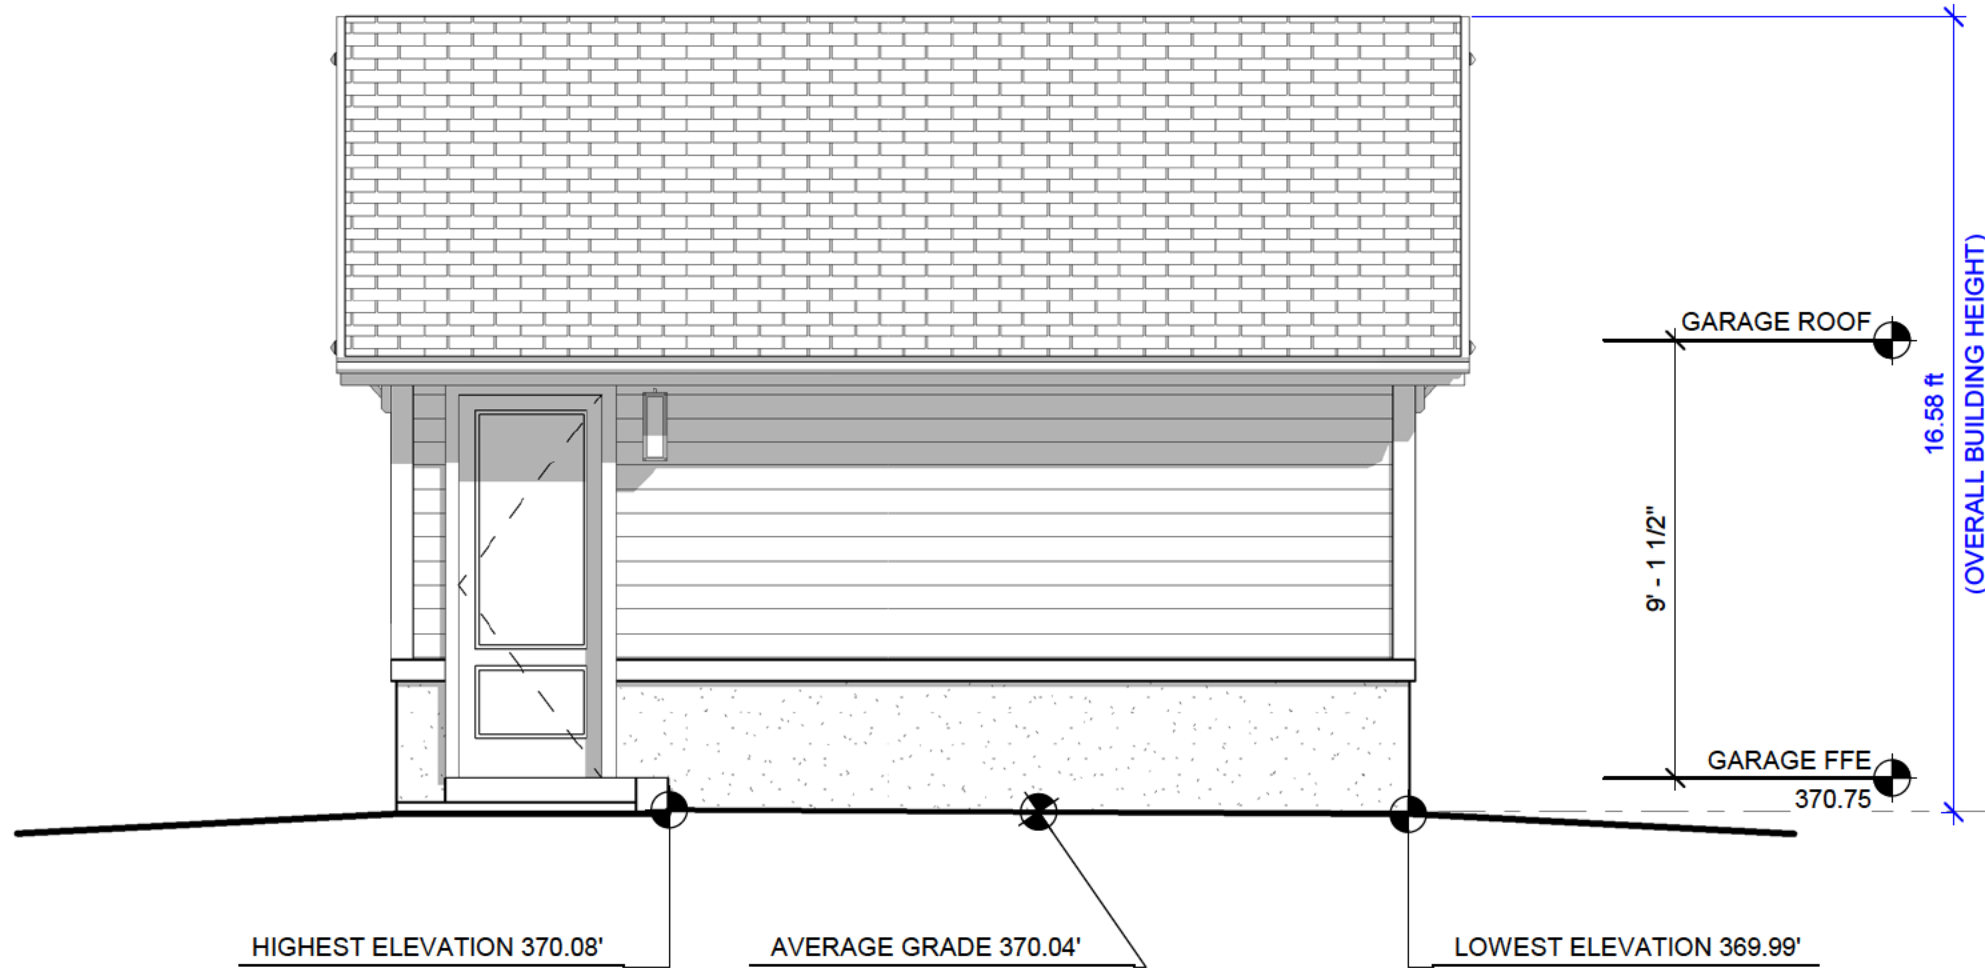 GARAGE ROOF
16.58 ft
(OVERALL BUILDING HEIGHT)
9' - 1 1/2"
GARAGE FFE
370.75
HIGHEST ELEVATION 370.08'
AVERAGE GRADE 370.04'
LOWEST ELEVATION 369.99'